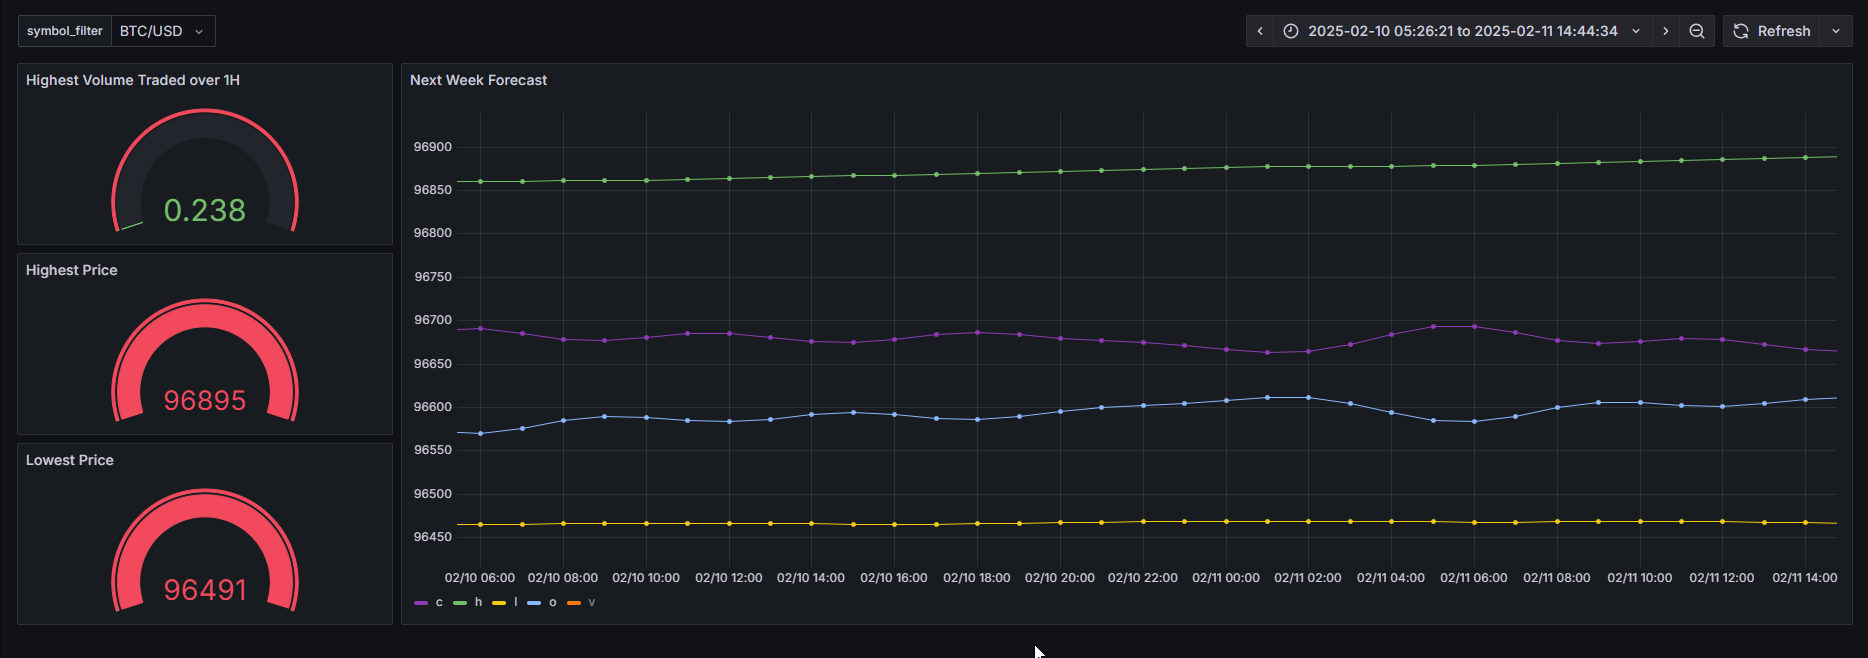 symbol_filter BTC/USD
2025-02-10 05:26:21 to 2025-02-11 14:44:34
Refresh
Highest Volume Traded over 1H
0.238
Highest Price
96895
Lowest Price
96491
Next Week Forecast
96900
96850
96800
96750
96700
96650
96600
96550
96500
96450
02/10 06:00 02/10 08:00 02/10 10:00 02/10 12:00 02/10 14:00 02/10 16:00 02/10 18:00 02/10 20:00 02/10 22:00 02/11 00:00 02/11 02:00 02/11 04:00 02/11 06:00 02/11 08:00 02/11 10:00 02/11 12:00 02/11 14:00
c h l o v